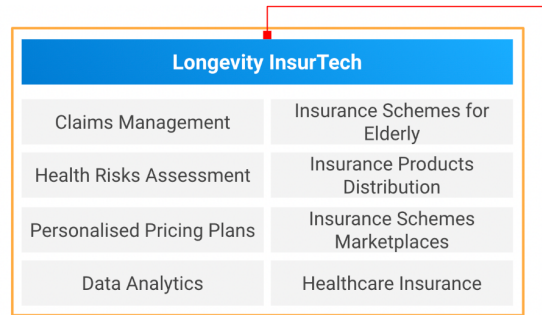 Longevity InsurTech
Claims Management
Insurance Schemes for
Elderly
Health Risks Assessment
Insurance Products
Distribution
Personalised Pricing Plans
Insurance Schemes
Marketplaces
Data Analytics
Healthcare Insurance